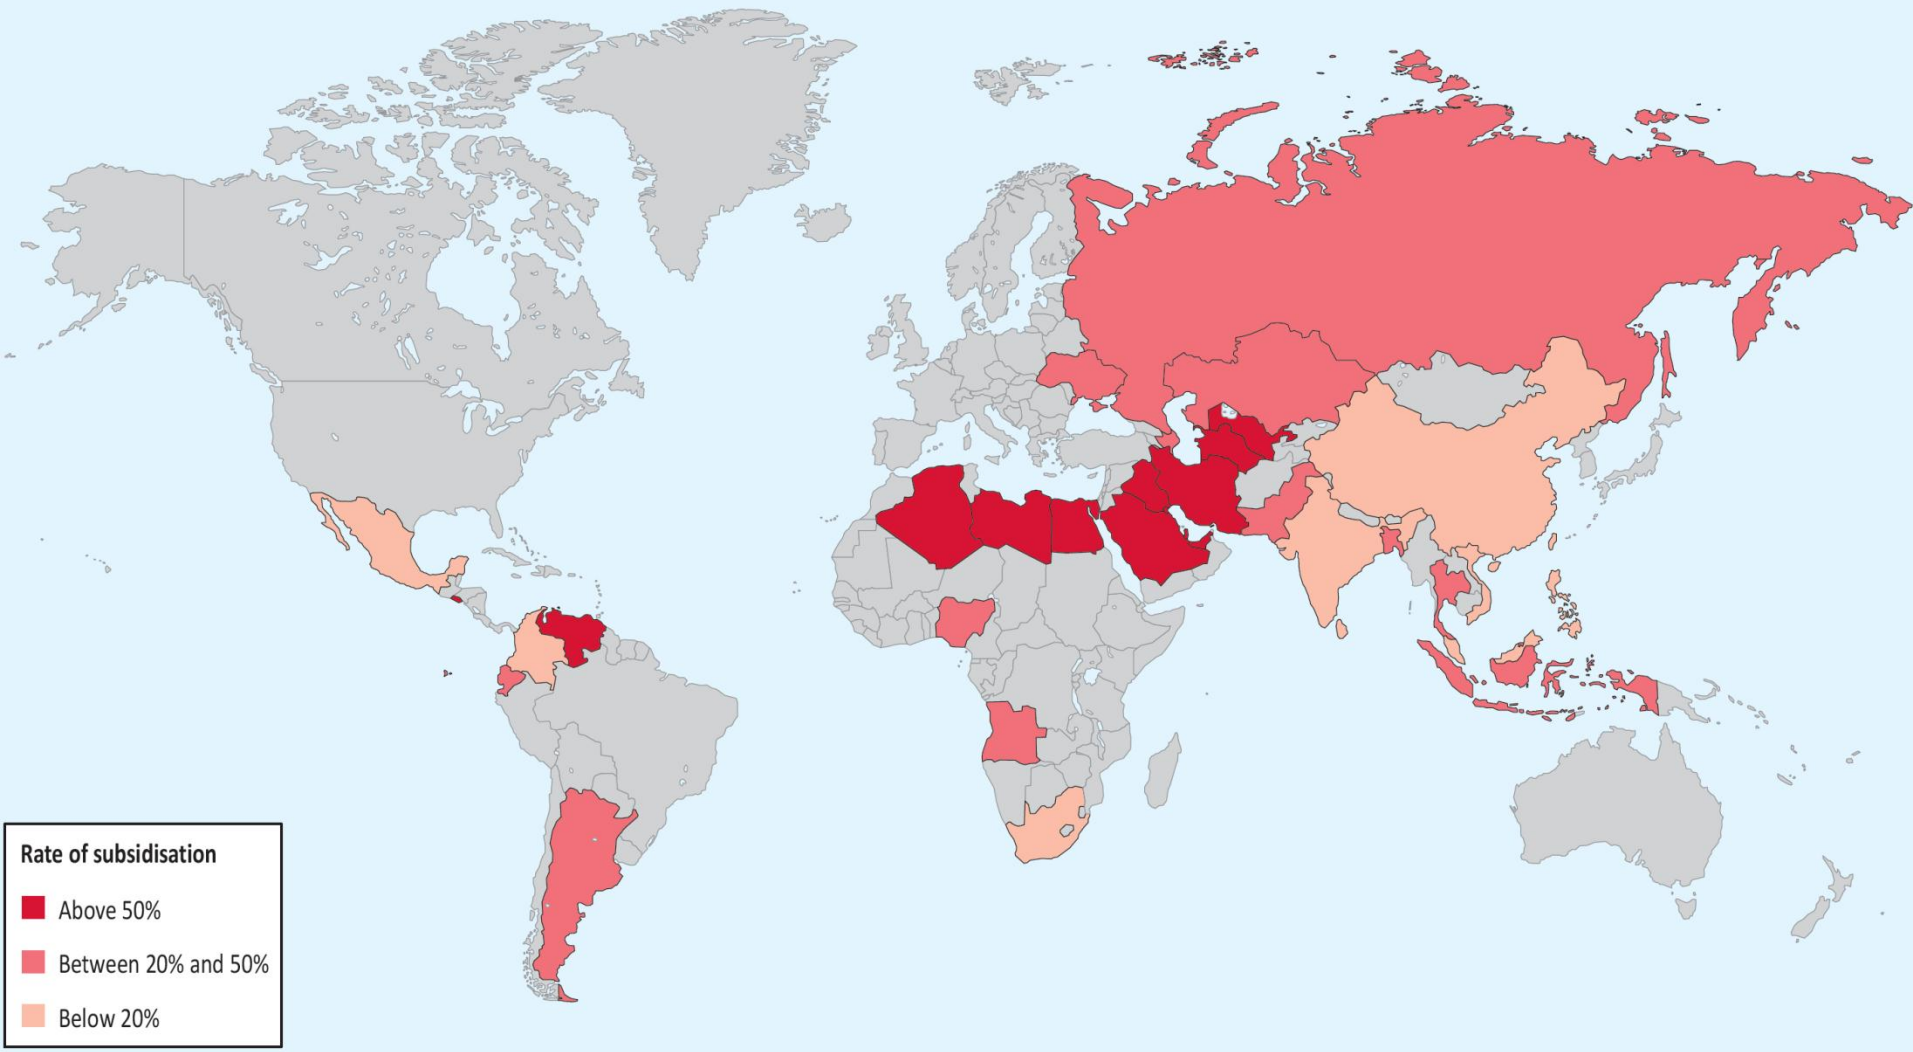 Rate of subsidisation
Above 50%
Between 20% and 50%
Below 20%